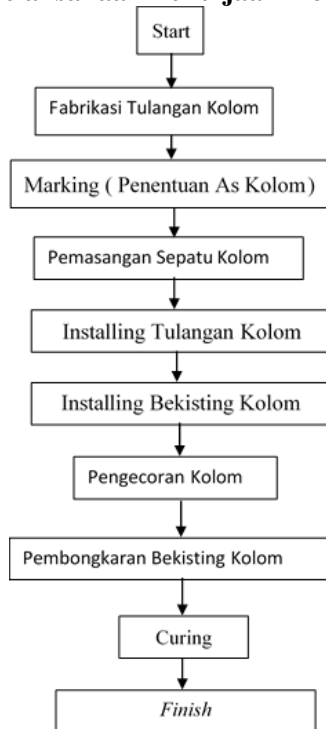 Start
Fabrikasi Tulangan Kolom
Marking ( Penentuan As Kolom )
Pemasangan Sepatu Kolom
Installing Tulangan Kolom
Installing Bekisting Kolom
Pengecoran Kolom
Pembongkaran Bekisting Kolom
Curing
Finish